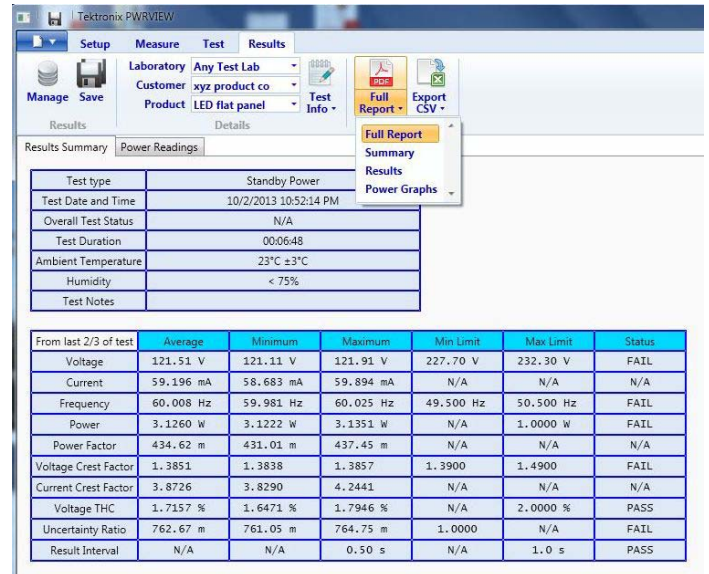 Tektronix PWRVIEW
Setup Measure Test Results
Laboratory Any Test Lab
Customer xyz product co
Product LED flat panel
Manage Save Test Info Full Report Export CSV
PDF
Results Details
Full Report
Summary
Results
Power Graphs
Results Summary Power Readings
Test type Standby Power
Test Date and Time 10/2/2013 10:52:14 PM
Overall Test Status N/A
Test Duration 00:06:48
Ambient Temperature 23°C ±3°C
Humidity < 75%
Test Notes
From last 2/3 of test Average Minimum Maximum Min Limit Max Limit Status
Voltage 121.51 V 121.11 V 121.91 V 227.70 V 232.30 V FAIL
Current 59.196 mA 58.683 mA 59.894 mA N/A N/A N/A
Frequency 60.008 Hz 59.981 Hz 60.025 Hz 49.500 Hz 50.500 Hz FAIL
Power 3.1260 W 3.1222 W 3.1351 W N/A 1.0000 W FAIL
Power Factor 434.62 m 431.01 m 437.45 m N/A N/A N/A
Voltage Crest Factor 1.3851 1.3838 1.3857 1.3900 1.4900 FAIL
Current Crest Factor 3.8726 3.8290 4.2441 N/A N/A N/A
Voltage THC 1.7157 % 1.6471 % 1.7946 % N/A 2.0000 % PASS
Uncertainty Ratio 762.67 m 761.05 m 764.75 m 1.0000 N/A FAIL
Result Interval N/A N/A 0.50 s N/A 1.0 s PASS